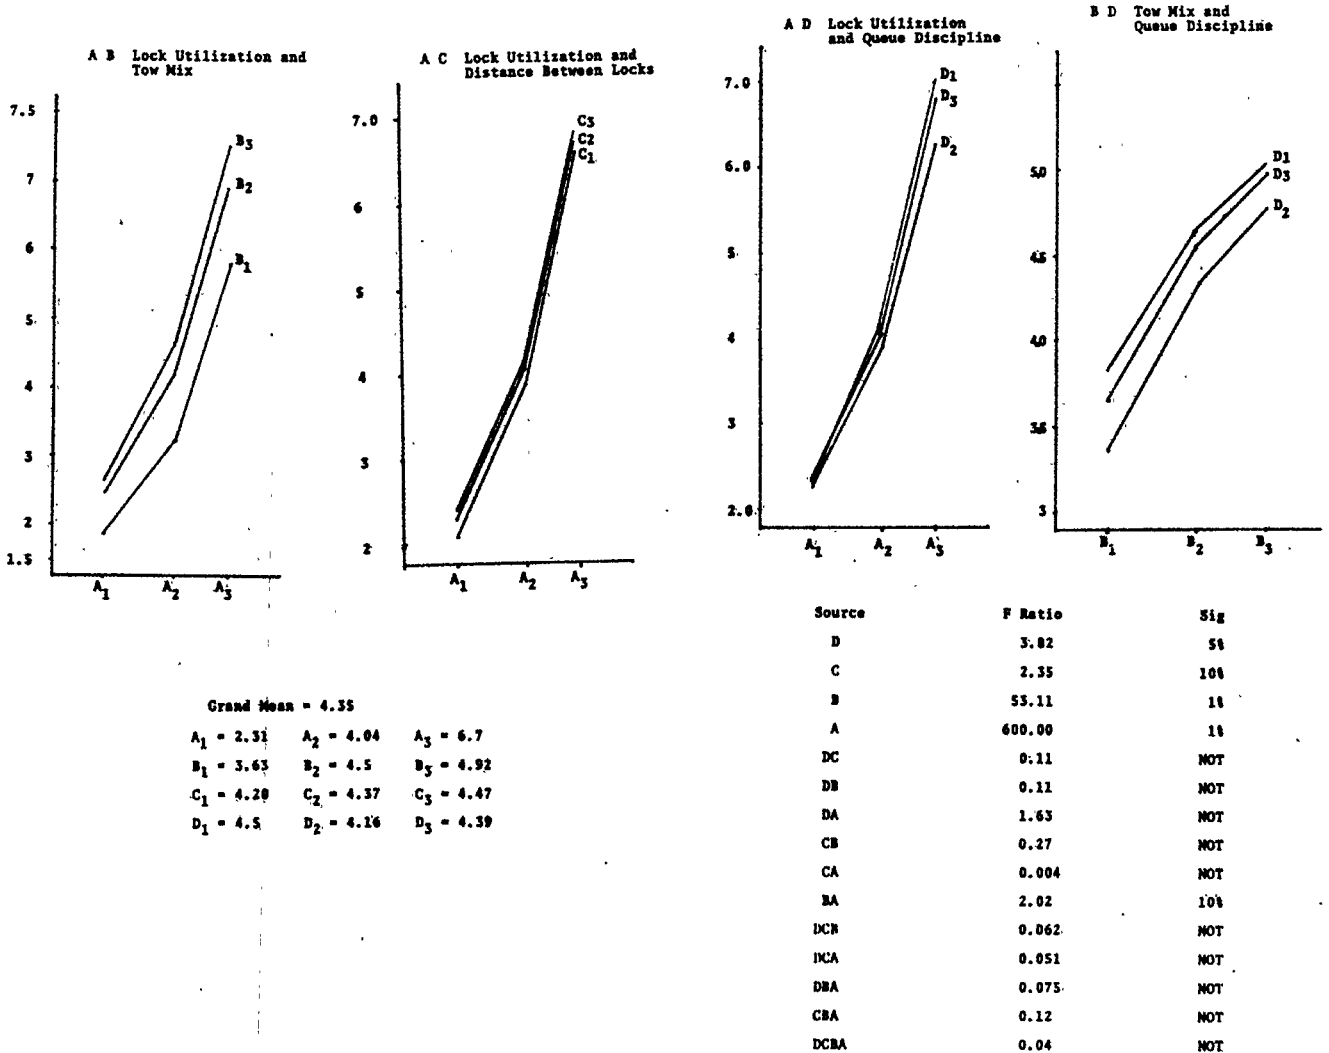 A B Lock Utilization and
Tow Mix
7.5
7
6
5
4
3
2
1.5
B3
B2
B1
A1 A2 A3
A C Lock Utilization and
Distance Between Locks
7.0
6
5
4
3
2
C3
C2
C1
A1 A2 A3
A D Lock Utilization
and Queue Discipline
7.0
6.0
5
4
3
2.0
D1
D3
D2
A1 A2 A3
B D Tow Mix and
Queue Discipline
5.0
4.5
4.0
3.5
3
D1
D3
D2
B1 B2 B3
Grand Mean = 4.35
A1 = 2.31 A2 = 4.04 A3 = 6.7
B1 = 3.63 B2 = 4.5 B3 = 4.92
C1 = 4.20 C2 = 4.37 C3 = 4.47
D1 = 4.5 D2 = 4.16 D3 = 4.39
Source F Ratio Sig
D 3.82 5%
C 2.35 10%
B 53.11 1%
A 600.00 1%
DC 0.11 NOT
DB 0.11 NOT
DA 1.63 NOT
CB 0.27 NOT
CA 0.004 NOT
BA 2.02 10%
DCB 0.062 NOT
DCA 0.051 NOT
DBA 0.075 NOT
CBA 0.12 NOT
DCBA 0.04 NOT